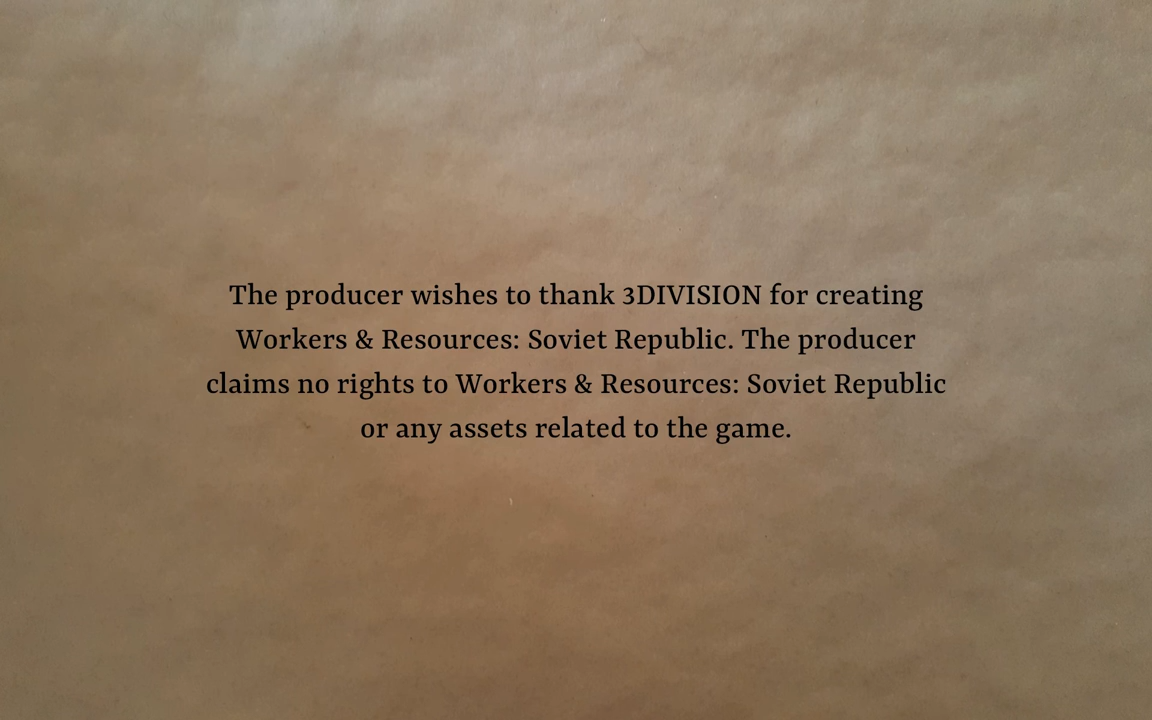 The producer wishes to thank 3DIVISION for creating
Workers & Resources: Soviet Republic. The producer
claims no rights to Workers & Resources: Soviet Republic
or any assets related to the game.